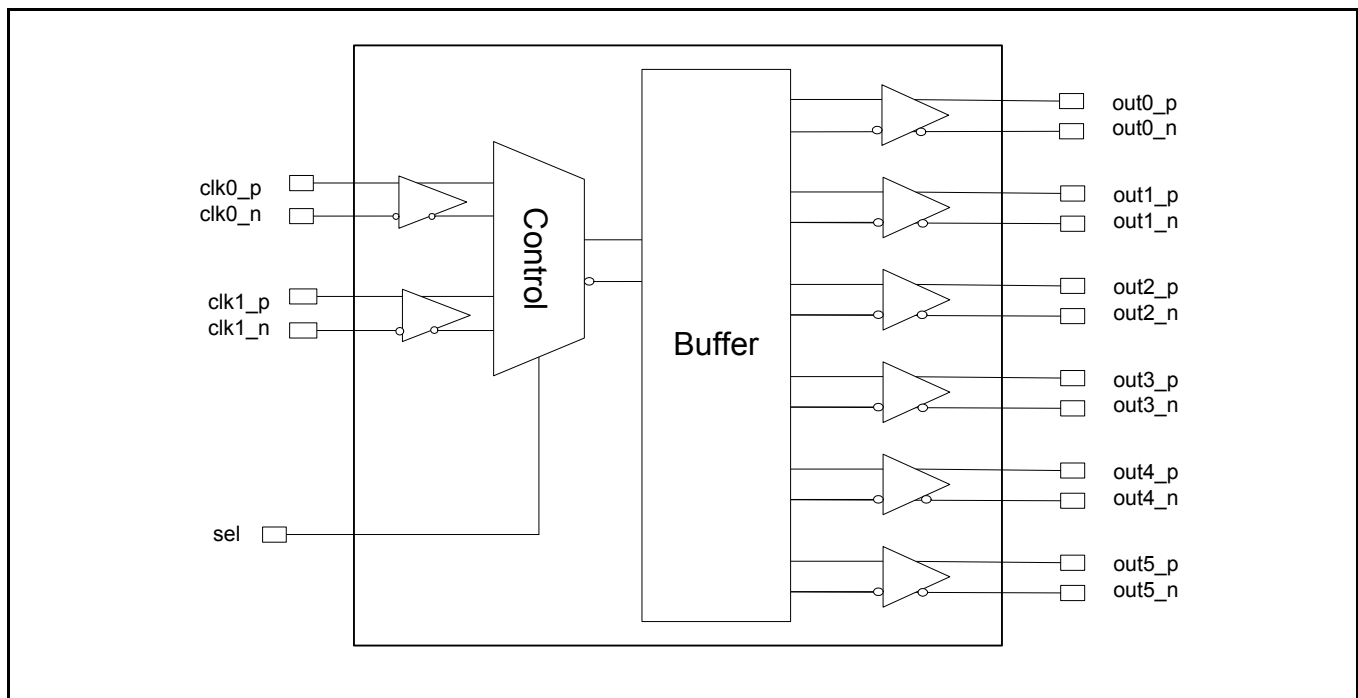 clk0_p
clk0_n
clk1_p
clk1_n
sel
Control
Buffer
out0_p
out0_n
out1_p
out1_n
out2_p
out2_n
out3_p
out3_n
out4_p
out4_n
out5_p
out5_n